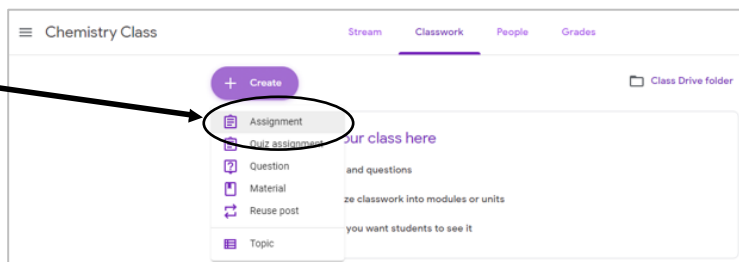 Chemistry Class
Stream Classwork People Grades
+ Create
Class Drive folder
Assignment
Quiz assignment
our class here
Question
and questions
Material
ze classwork into modules or units
Reuse post
you want students to see it
Topic